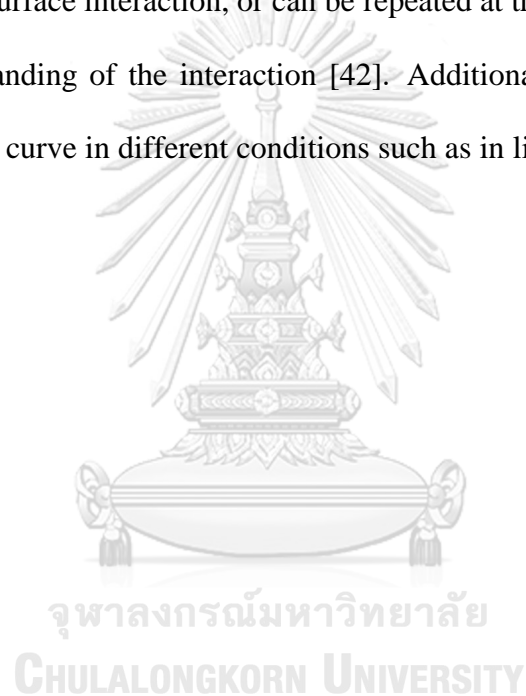 urface interaction, or can be repeated at th
anding of the interaction [42]. Additiona
curve in different conditions such as in li
จุฬาลงกรณ์มหาวิทยาลัย
CHULALONGKORN UNIVERSITY